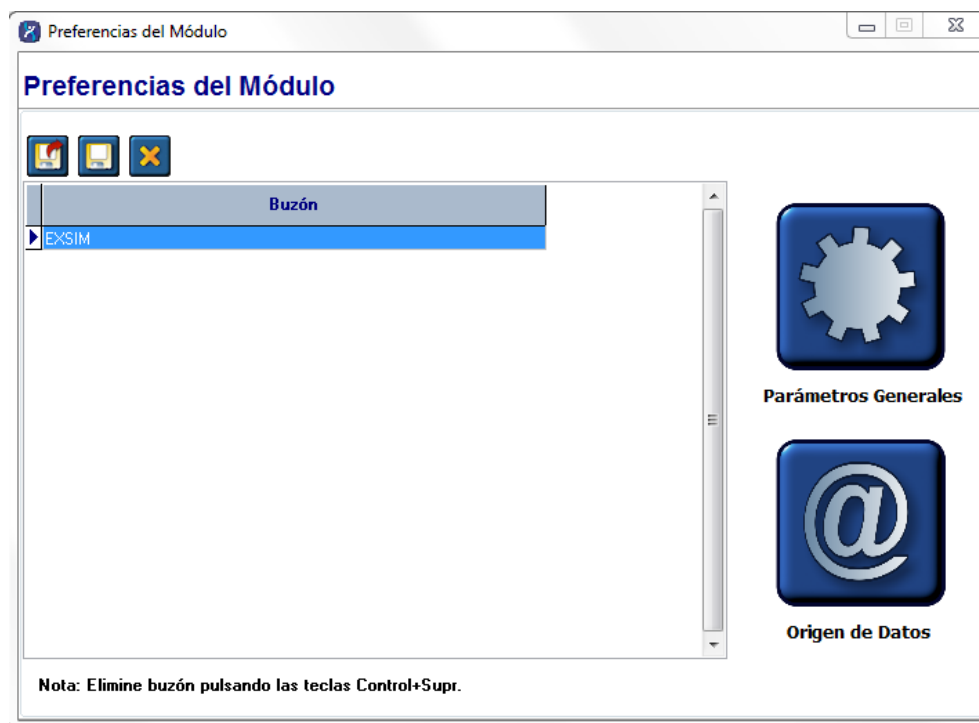 Preferencias del Módulo
Preferencias del Módulo
Buzón
EXSIM
Parámetros Generales
Origen de Datos
Nota: Elimine buzón pulsando las teclas Control+Supr.